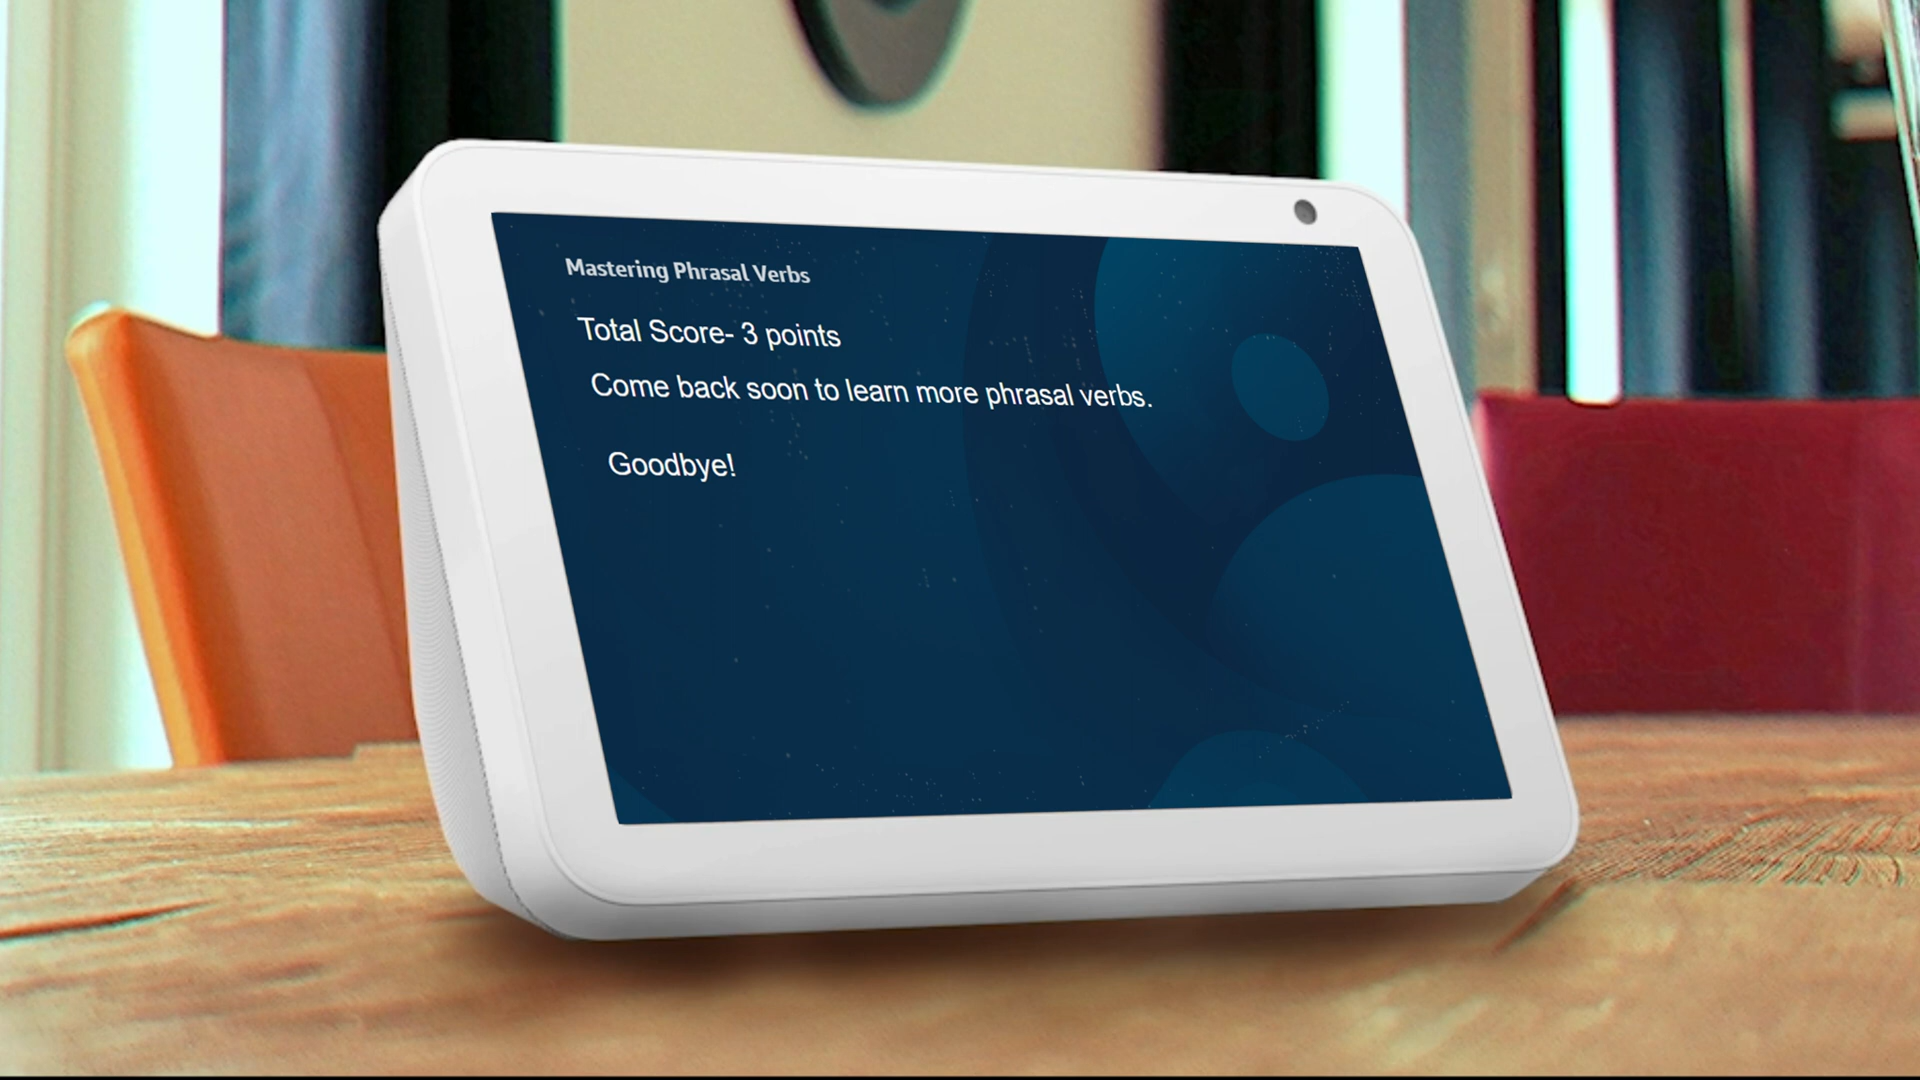 Mastering Phrasal Verbs
Total Score- 3 points
Come back soon to learn more phrasal verbs.
Goodbye!